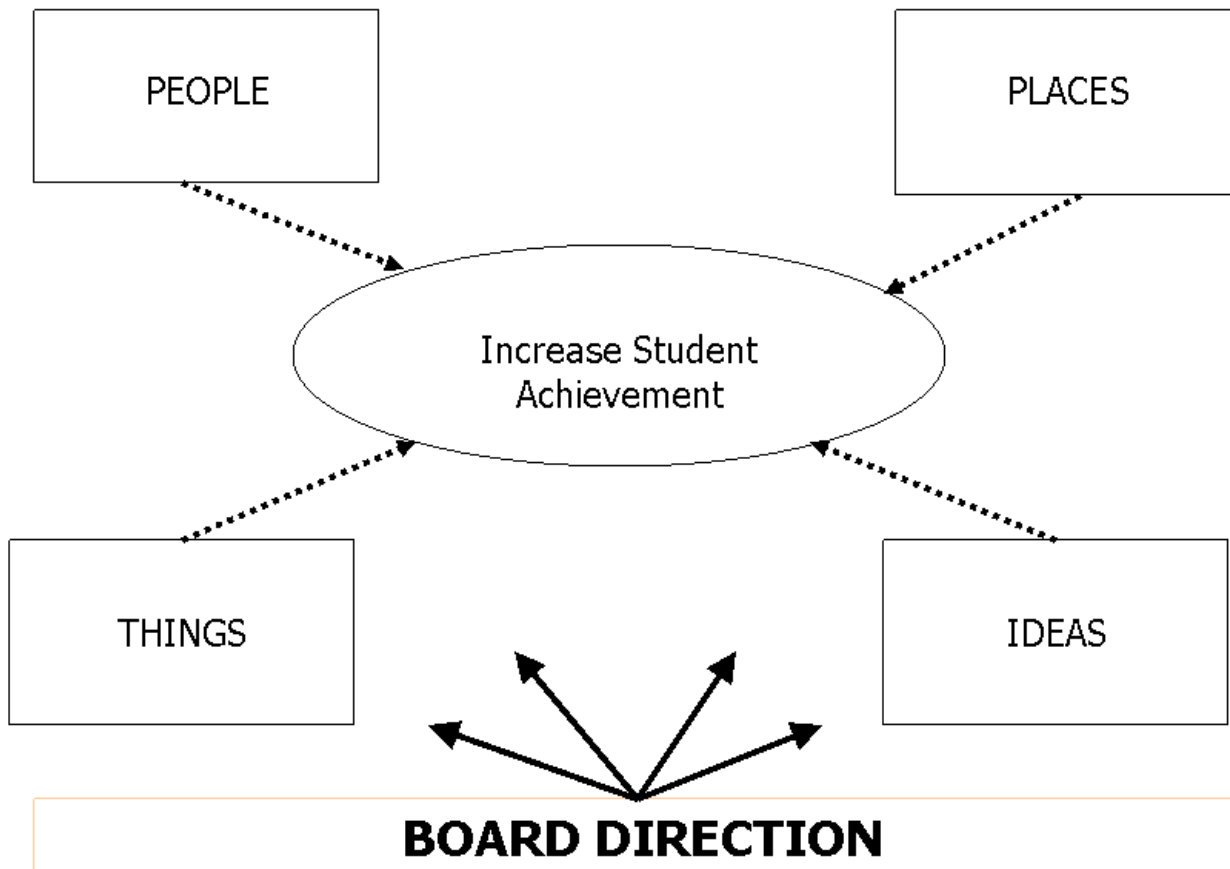 PEOPLE
PLACES
Increase Student
Achievement
THINGS
IDEAS
BOARD DIRECTION